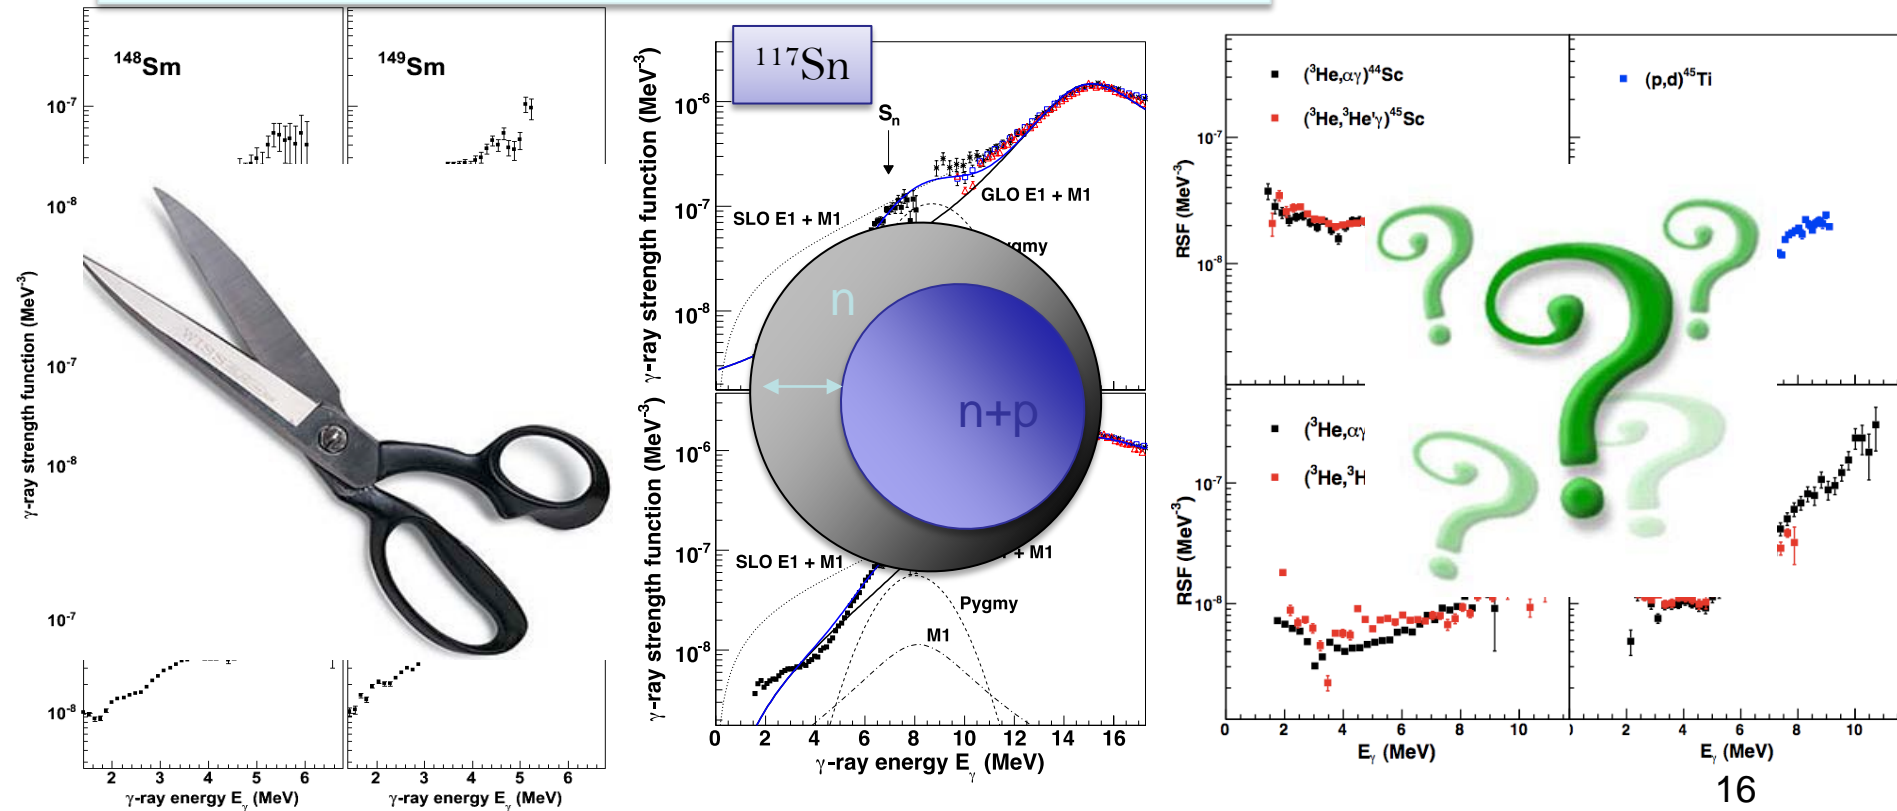 ¹⁴⁸Sm
¹⁴⁹Sm
10⁻⁷
10⁻⁸
10⁻⁷
10⁻⁸
10⁻⁷
10⁻⁸
γ-ray strength function (MeV⁻³)
2 3 4 5 6
2 3 4 5 6
γ-ray energy Eγ (MeV)
γ-ray energy Eγ (MeV)
¹¹⁷Sn
Sₙ
10⁻⁶
10⁻⁷
10⁻⁸
γ-ray strength function (MeV⁻³)
SLO E1 + M1
GLO E1 + M1
n
n+p
10⁻⁶
10⁻⁷
10⁻⁸
γ-ray strength function (MeV⁻³)
SLO E1 + M1
+ M1
Pygmy
M1
0 2 4 6 8 10 12 14 16
γ-ray energy Eγ (MeV)
(³He,αγ)⁴⁴Sc
(³He,³He'γ)⁴⁵Sc
(p,d)⁴⁵Ti
10⁻⁷
10⁻⁸
RSF (MeV⁻³)
(³He,αγ
(³He,³H
10⁻⁷
10⁻⁸
RSF (MeV⁻³)
0 2 4 6 8 10
2 4 6 8 10
Eγ (MeV)
Eγ (MeV)
16